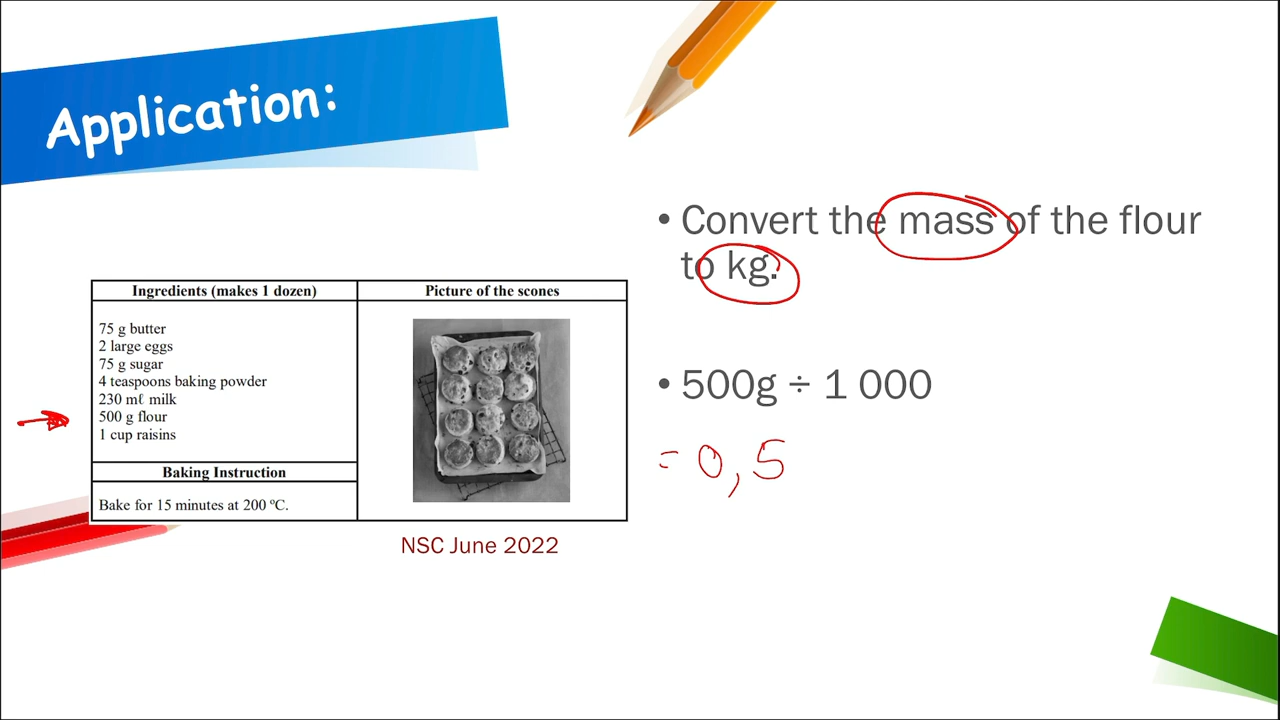 Application:
• Convert the mass of the flour
to kg.
• 500g ÷ 1 000
= 0,5
Ingredients (makes 1 dozen)
Picture of the scones
75 g butter
2 large eggs
75 g sugar
4 teaspoons baking powder
230 mℓ milk
500 g flour
1 cup raisins
Baking Instruction
Bake for 15 minutes at 200 ºC.
NSC June 2022